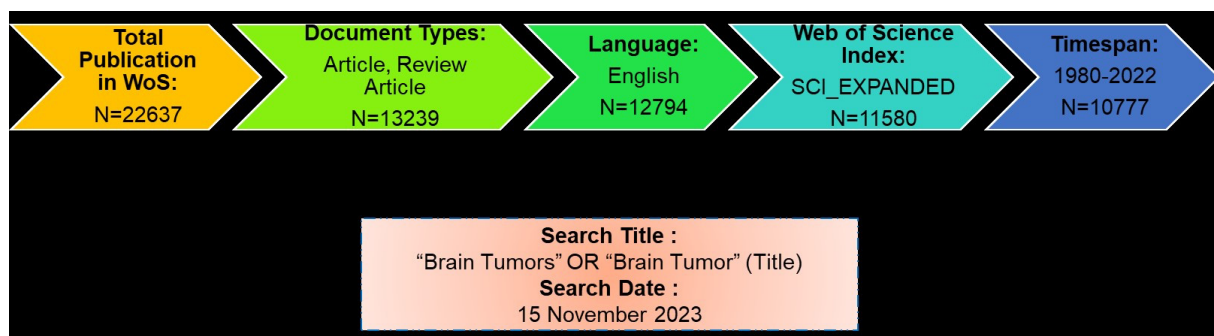 Total
Publication
in WoS:
N=22637
Document Types:
Article, Review
Article
N=13239
Language:
English
N=12794
Web of Science
Index:
SCI_EXPANDED
N=11580
Timespan:
1980-2022
N=10777
Search Title :
“Brain Tumors” OR “Brain Tumor” (Title)
Search Date :
15 November 2023